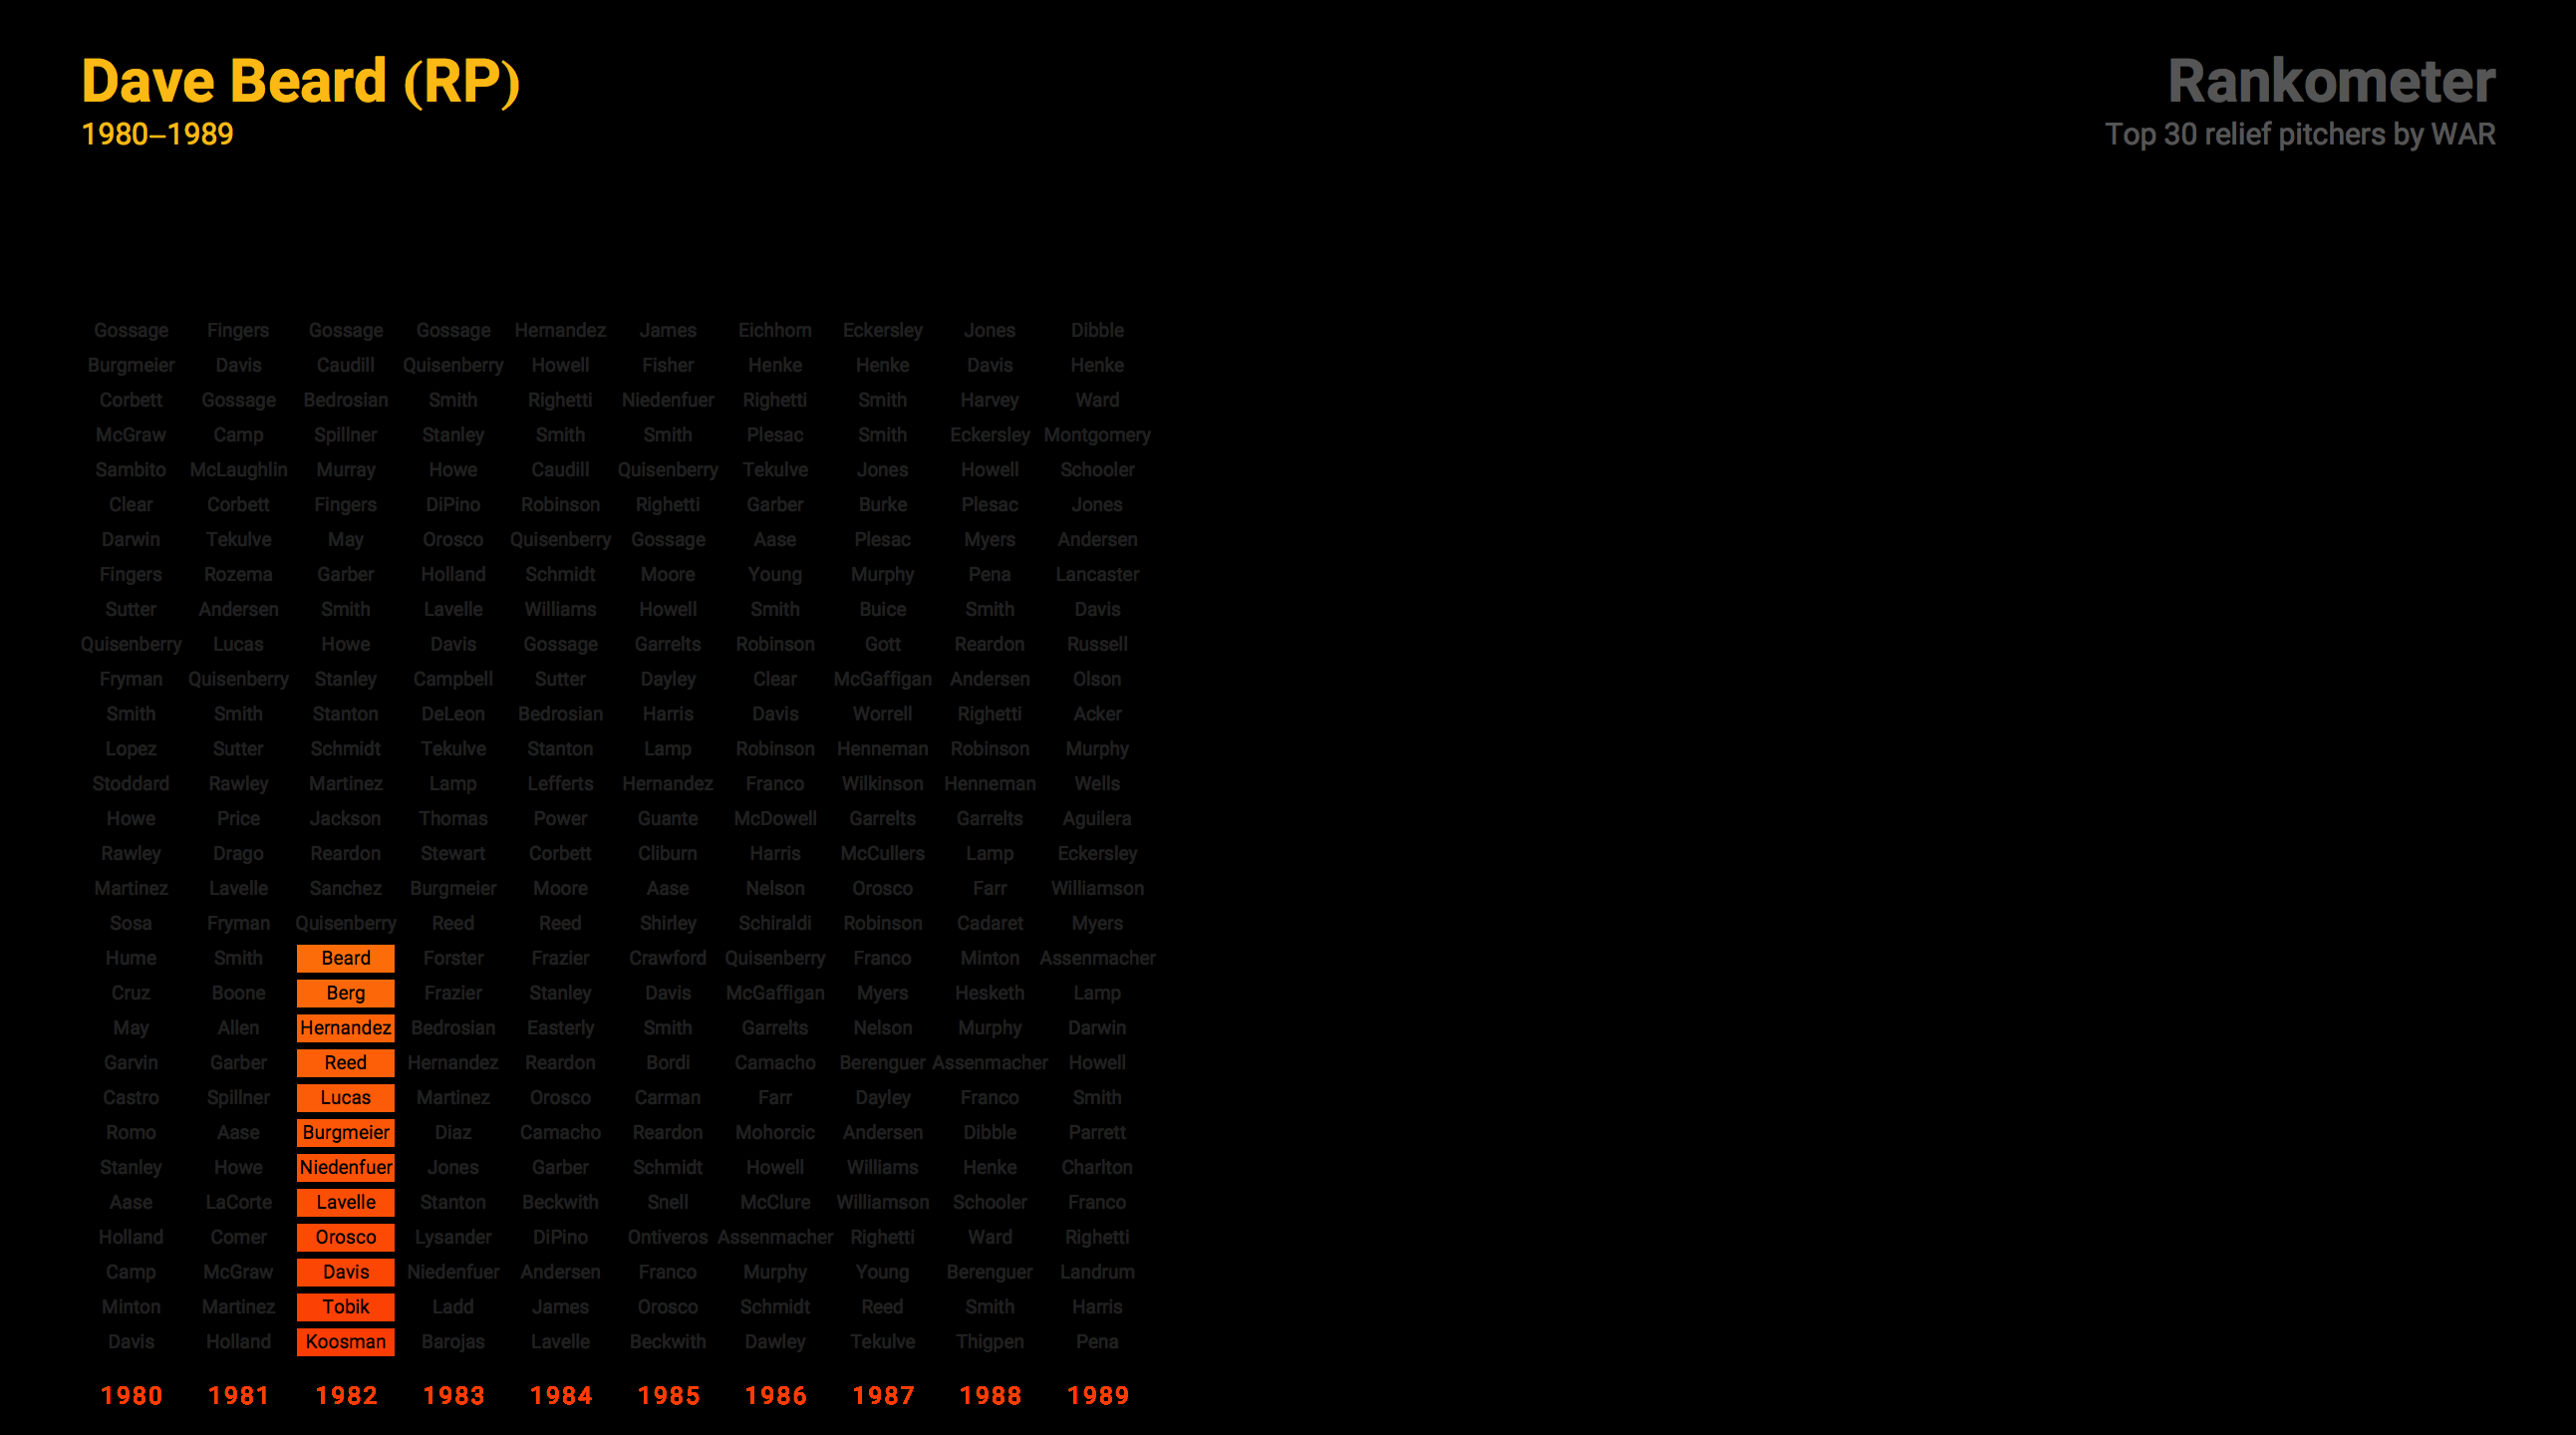 Dave Beard (RP)
1980–1989
Rankometer
Top 30 relief pitchers by WAR
Gossage Fingers Gossage Gossage Hernandez James Eichhorn Eckersley Jones Dibble
Burgmeier Davis Caudill Quisenberry Howell Fisher Henke Henke Davis Henke
Corbett Gossage Bedrosian Smith Righetti Niedenfuer Righetti Smith Harvey Ward
McGraw Camp Spillner Stanley Smith Smith Plesac Smith Eckersley Montgomery
Sambito McLaughlin Murray Howe Caudill Quisenberry Tekulve Jones Howell Schooler
Clear Corbett Fingers DiPino Robinson Righetti Garber Burke Plesac Jones
Darwin Tekulve May Orosco Quisenberry Gossage Aase Plesac Myers Andersen
Fingers Rozema Garber Holland Schmidt Moore Young Murphy Pena Lancaster
Sutter Andersen Smith Lavelle Williams Howell Smith Buice Smith Davis
Quisenberry Lucas Howe Davis Gossage Garrelts Robinson Gott Reardon Russell
Fryman Quisenberry Stanley Campbell Sutter Dayley Clear McGaffigan Andersen Olson
Smith Smith Stanton DeLeon Bedrosian Harris Davis Worrell Righetti Acker
Lopez Sutter Schmidt Tekulve Stanton Lamp Robinson Henneman Robinson Murphy
Stoddard Rawley Martinez Lamp Lefferts Hernandez Franco Wilkinson Henneman Wells
Howe Price Jackson Thomas Power Guante McDowell Garrelts Garrelts Aguilera
Rawley Drago Reardon Stewart Corbett Cliburn Harris McCullers Lamp Eckersley
Martinez Lavelle Sanchez Burgmeier Moore Aase Nelson Orosco Farr Williamson
Sosa Fryman Quisenberry Reed Reed Shirley Schiraldi Robinson Cadaret Myers
Hume Smith Beard Forster Frazier Crawford Quisenberry Franco Minton Assenmacher
Cruz Boone Berg Frazier Stanley Davis McGaffigan Myers Hesketh Lamp
May Allen Hernandez Bedrosian Easterly Smith Garrelts Nelson Murphy Darwin
Garvin Garber Reed Hernandez Reardon Bordi Camacho Berenguer Assenmacher Howell
Castro Spillner Lucas Martinez Orosco Carman Farr Dayley Franco Smith
Romo Aase Burgmeier Diaz Camacho Reardon Mohorcic Andersen Dibble Parrett
Stanley Howe Niedenfuer Jones Garber Schmidt Howell Williams Henke Charlton
Aase LaCorte Lavelle Stanton Beckwith Snell McClure Williamson Schooler Franco
Holland Comer Orosco Lysander DiPino Ontiveros Assenmacher Righetti Ward Righetti
Camp McGraw Davis Niedenfuer Andersen Franco Murphy Young Berenguer Landrum
Minton Martinez Tobik Ladd James Orosco Schmidt Reed Smith Harris
Davis Holland Koosman Barojas Lavelle Beckwith Dawley Tekulve Thigpen Pena
1980 1981 1982 1983 1984 1985 1986 1987 1988 1989